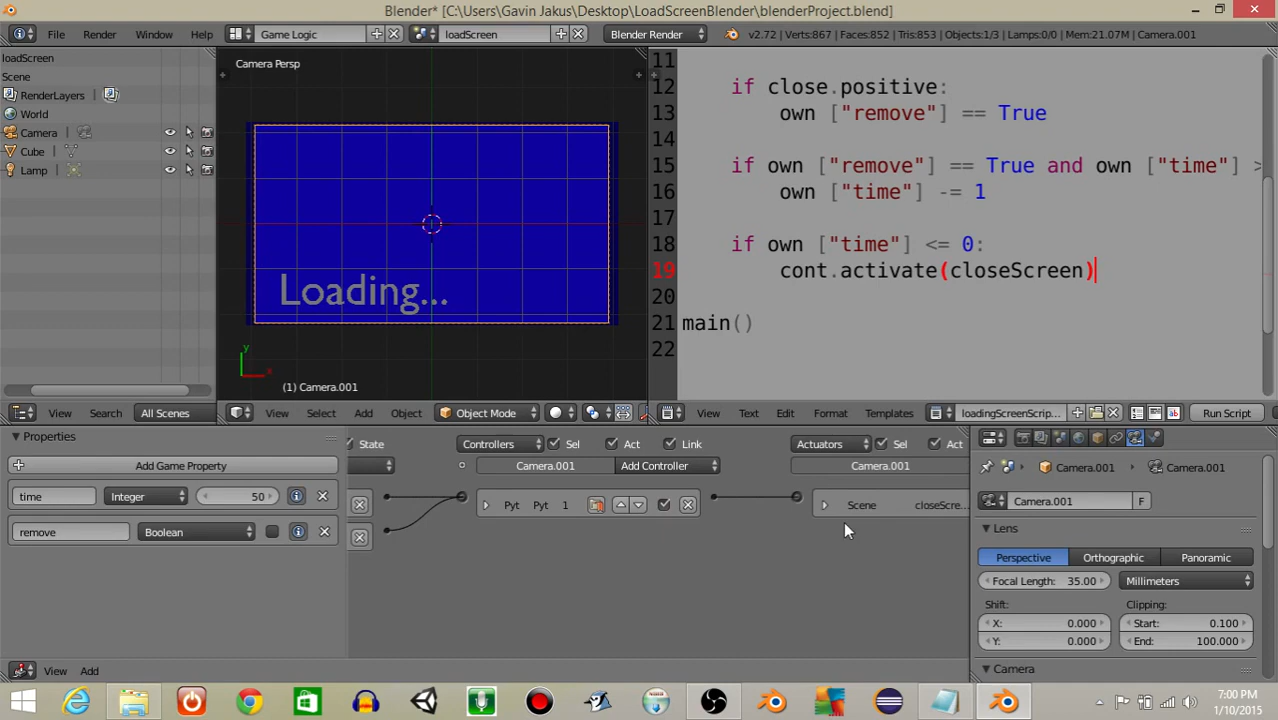 Blender* [C:\Users\Gavin Jakus\Desktop\LoadScreenBlender\blenderProject.blend]
File Render Window Help Game Logic loadScreen Blender Render v2.72 | Verts:867 | Faces:852 | Tris:853 | Objects:1/3 | Lamps:0/0 | Mem:21.07M | Camera.001
loadScreen
Scene
RenderLayers
World
Camera
Cube
Lamp
View Search All Scenes
Camera Persp
Loading...
y
x
(1) Camera.001
View Select Add Object Object Mode
11
12 if close.positive:
13 own ["remove"] == True
14
15 if own ["remove"] == True and own ["time"] >
16 own ["time"] -= 1
17
18 if own ["time"] <= 0:
19 cont.activate(closeScreen)
20
21 main()
22
View Text Edit Format Templates loadingScreenScrip... Run Script
Properties
Add Game Property
time Integer 50
remove Boolean
State Controllers Sel Act Link Actuators Sel Act
Camera.001 Add Controller Camera.001
Pyt Pyt 1 Scene closeScre...
View Add
Camera.001 Camera.001
Camera.001 F
Lens
Perspective Orthographic Panoramic
Focal Length: 35.00 Millimeters
Shift: Clipping:
X: 0.000 Start: 0.100
Y: 0.000 End: 100.000
Camera
7:00 PM
1/10/2015